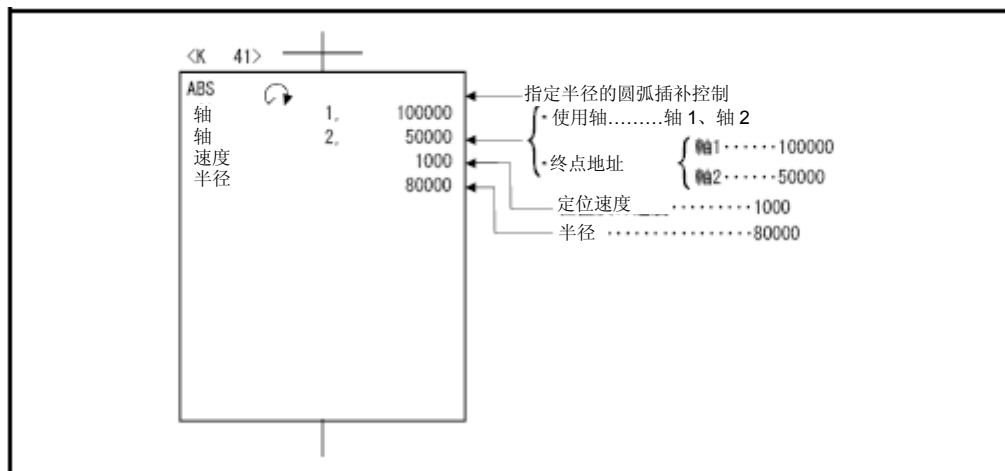 <K 41>
ABS
轴 1, 100000
轴 2, 50000
速度 1000
半径 80000
指定半径的圆弧插补控制
・使用轴………轴 1、轴 2
・终点地址
軸1・・・・・・100000
軸2・・・・・・50000
定位速度 ・・・・・・・・・1000
半径 ・・・・・・・・・・・・・・・・80000